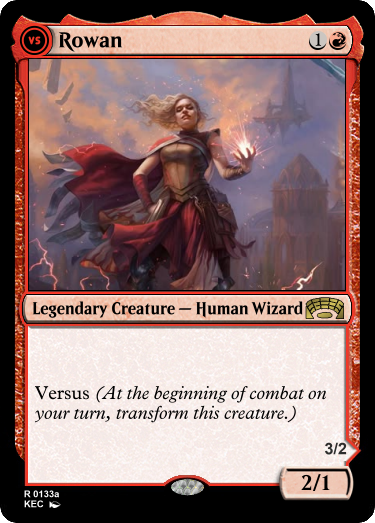 VS Rowan 1
Legendary Creature — Human Wizard
Versus (At the beginning of combat on
your turn, transform this creature.)
3/2
2/1
R 0133a
KEC